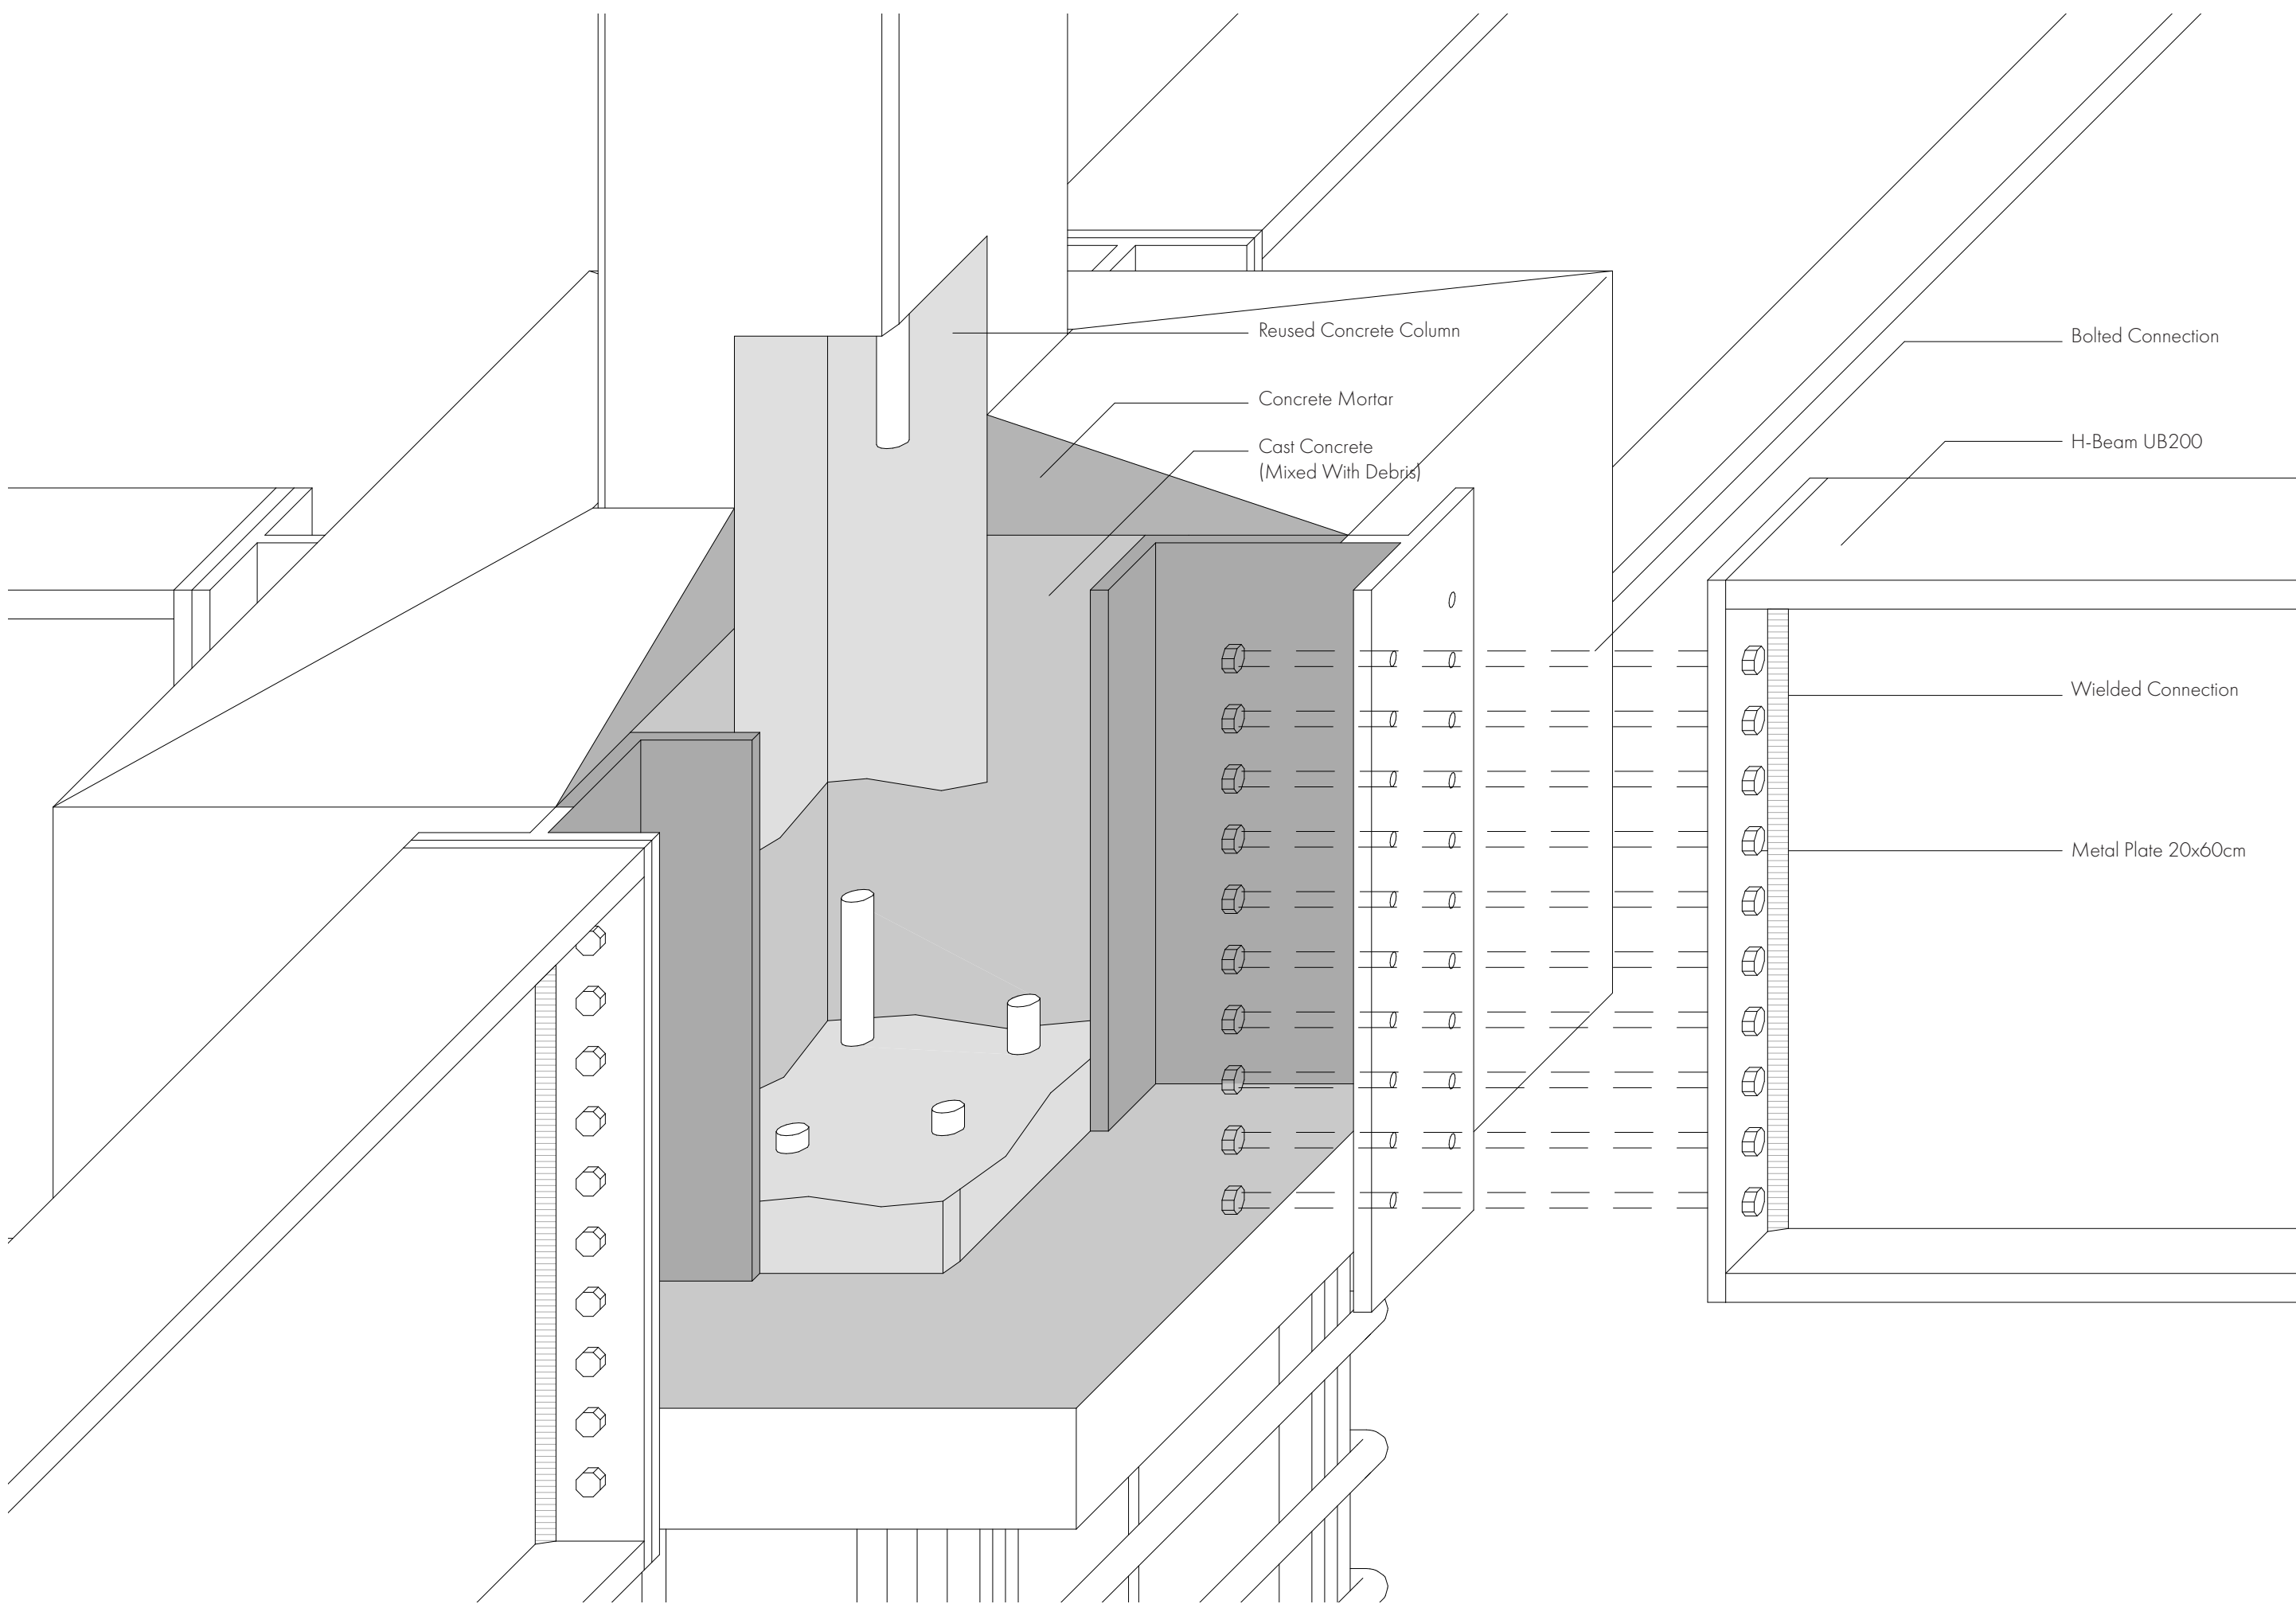 Reused Concrete Column
Concrete Mortar
Cast Concrete
(Mixed With Debris)
Bolted Connection
H-Beam UB200
Wielded Connection
Metal Plate 20x60cm